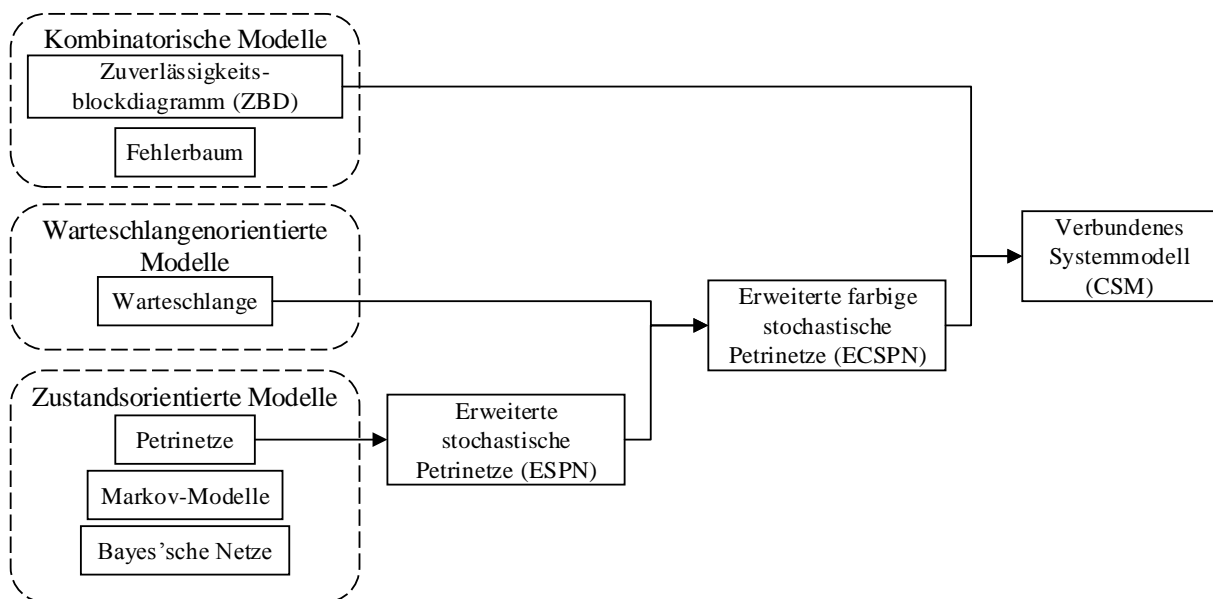 Kombinatorische Modelle
Zuverlässigkeits-
blockdiagramm (ZBD)
Fehlerbaum
Warteschlangenorientierte
Modelle
Warteschlange
Zustandsorientierte Modelle
Petrinetze
Markov-Modelle
Bayes’sche Netze
Erweiterte
stochastische
Petrinetze (ESPN)
Erweiterte farbige
stochastische
Petrinetze (ECSPN)
Verbundenes
Systemmodell
(CSM)